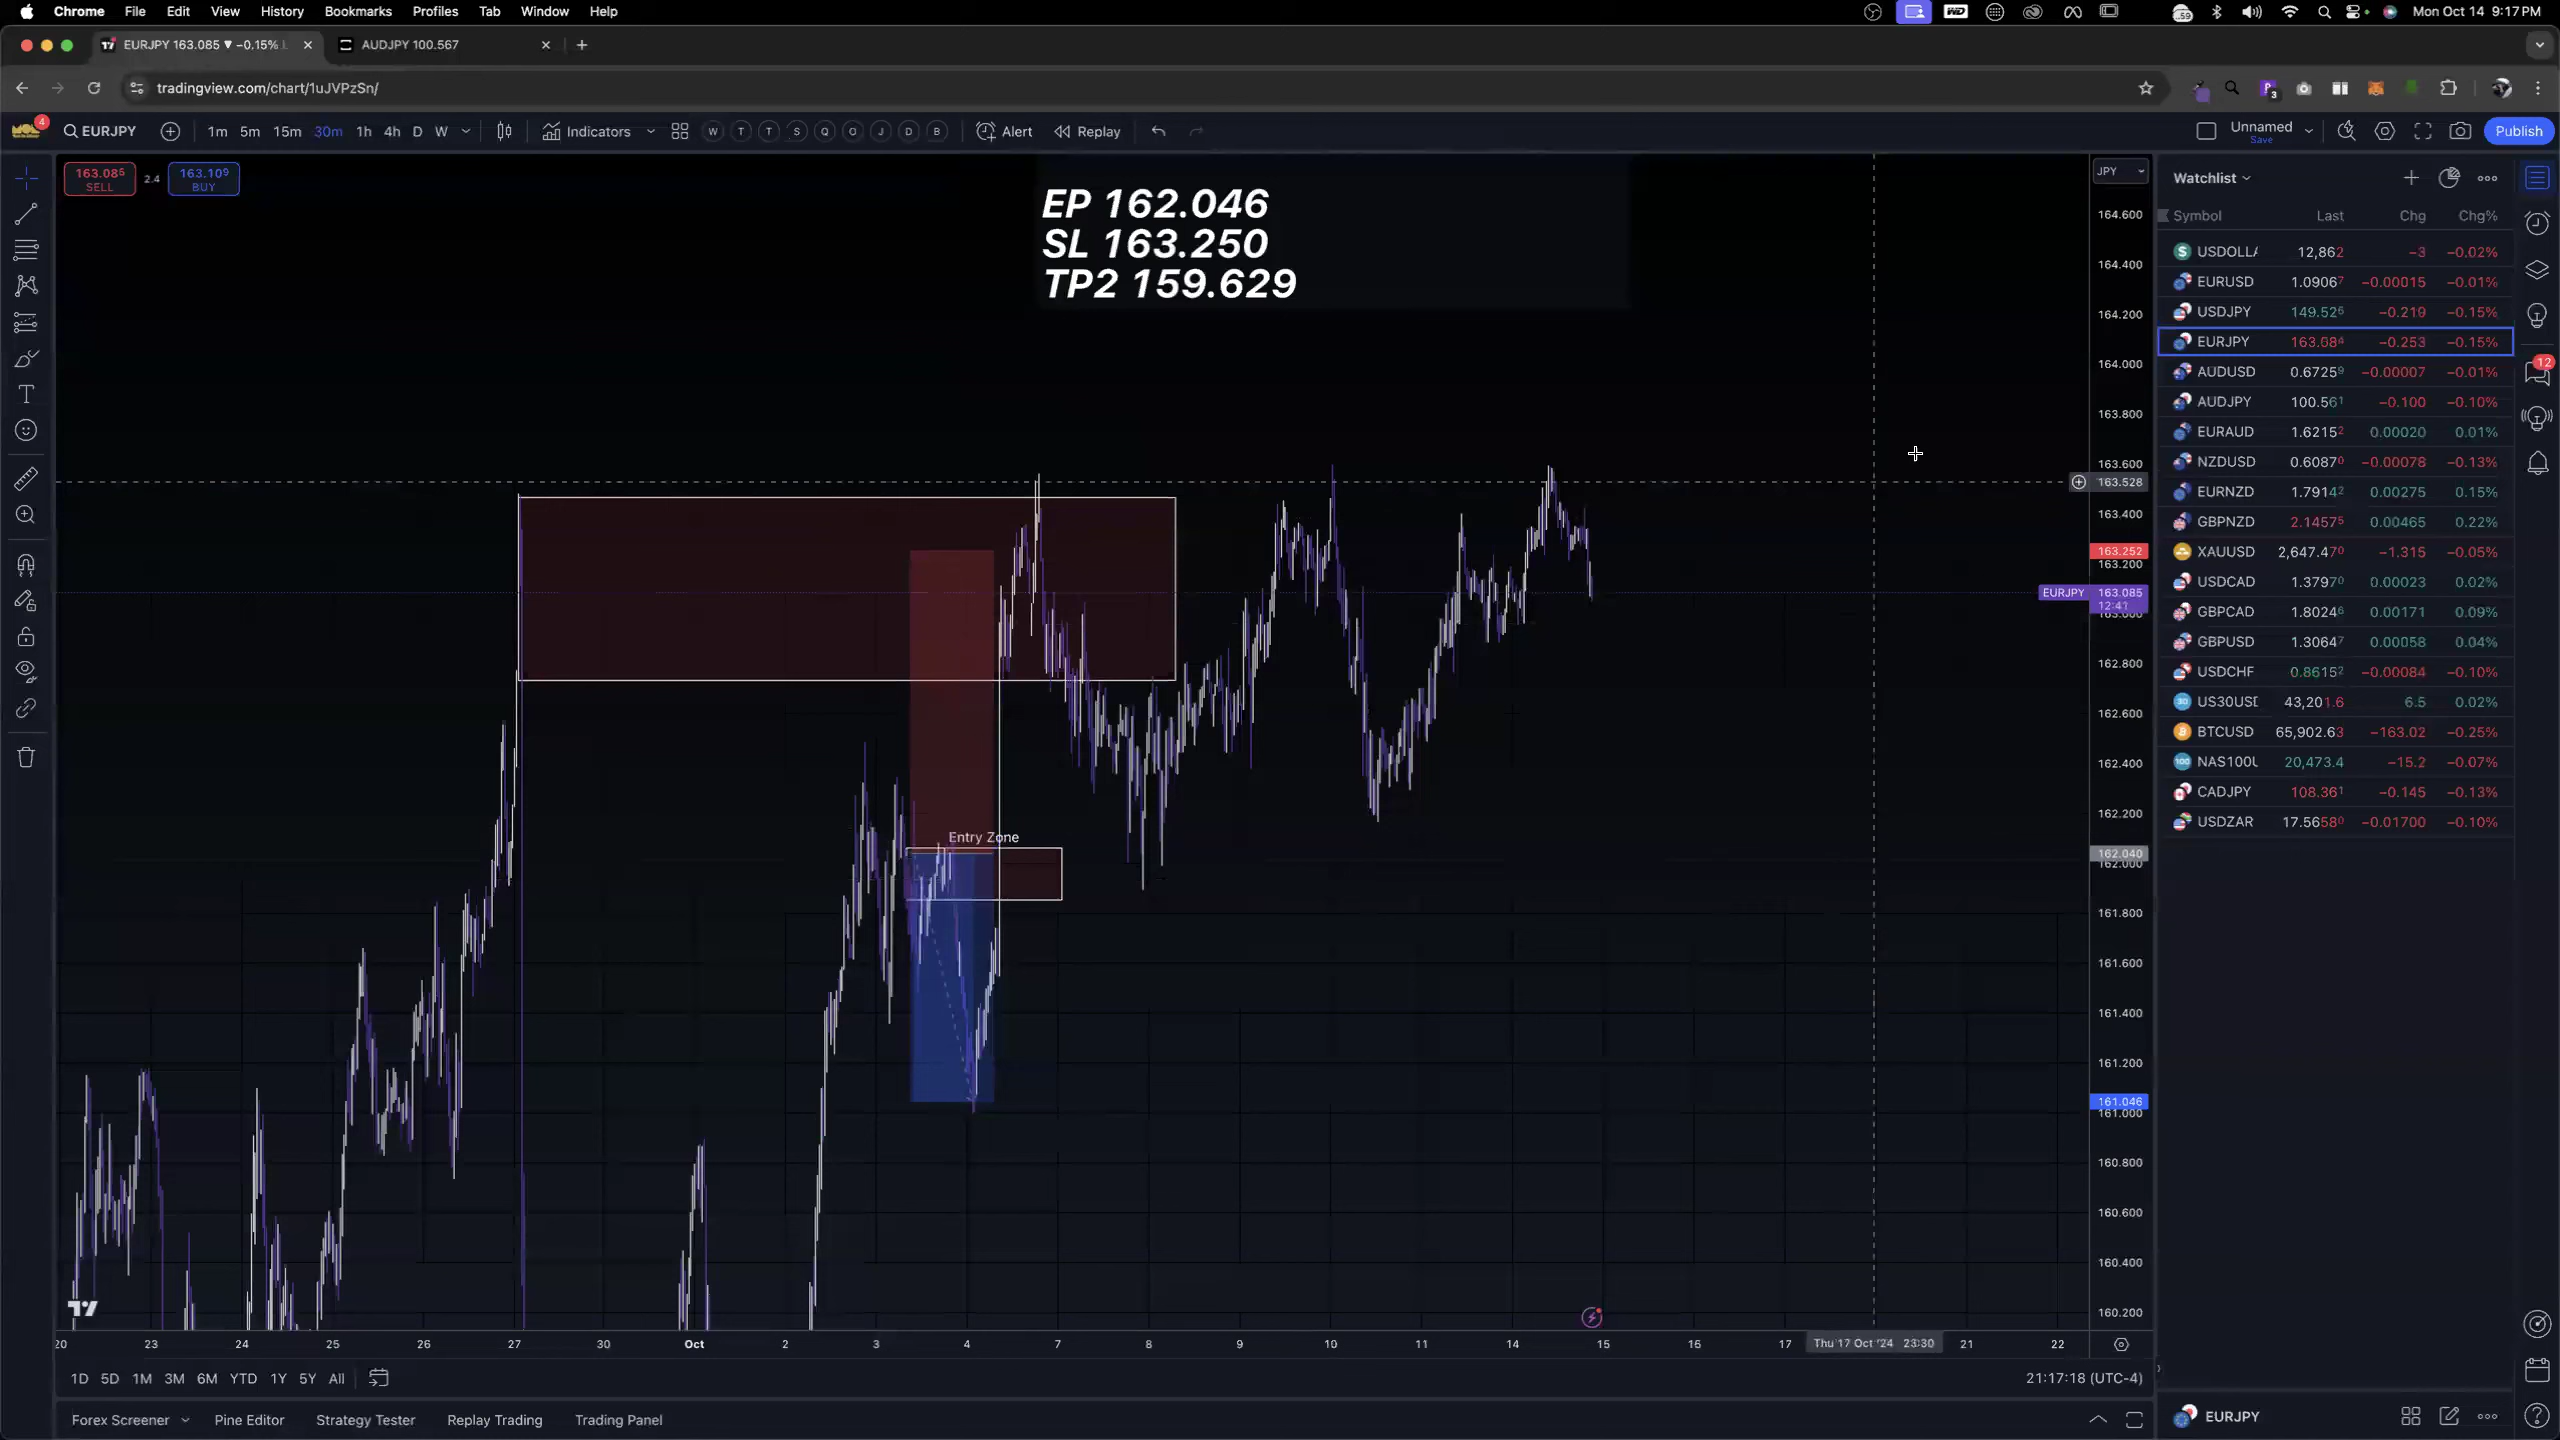 Chrome File Edit View History Bookmarks Profiles Tab Window Help
.59
Mon Oct 14 9:17 PM
EURJPY 163.085 ▼ −0.15%
AUDJPY 100.567
tradingview.com/chart/1uJVPzSn/
3
4
EURJPY 1m 5m 15m 30m 1h 4h D W Indicators W T T S Q O J D B Alert Replay
Unnamed
Save
Publish
163.085
SELL
2.4
163.109
BUY
EP 162.046
SL 163.250
TP2 159.629
JPY
164.600
164.400
164.200
164.000
163.800
163.600
163.528
163.400
163.252
163.200
EURJPY 163.085
12:41
163.000
162.800
162.600
162.400
162.200
Entry Zone
162.040
162.000
161.800
161.600
161.400
161.200
161.046
161.000
160.800
160.600
160.400
160.200
20 23 24 25 26 27 30 Oct 2 3 4 7 8 9 10 11 14 15 16 17 Thu 17 Oct '24 23:30 21 22
1D 5D 1M 3M 6M YTD 1Y 5Y All
21:17:18 (UTC-4)
Forex Screener Pine Editor Strategy Tester Replay Trading Trading Panel
Watchlist
Symbol Last Chg Chg%
USDOLLA 12,862 −3 −0.02%
EURUSD 1.09067 −0.00015 −0.01%
USDJPY 149.526 −0.219 −0.15%
EURJPY 163.084 −0.253 −0.15%
AUDUSD 0.67259 −0.00007 −0.01%
AUDJPY 100.561 −0.100 −0.10%
EURAUD 1.62152 0.00020 0.01%
NZDUSD 0.60870 −0.00078 −0.13%
EURNZD 1.79142 0.00275 0.15%
GBPNZD 2.14575 0.00465 0.22%
XAUUSD 2,647.470 −1.315 −0.05%
USDCAD 1.37970 0.00023 0.02%
GBPCAD 1.80246 0.00171 0.09%
GBPUSD 1.30647 0.00058 0.04%
USDCHF 0.86152 −0.00084 −0.10%
US30USD 43,201.6 6.5 0.02%
BTCUSD 65,902.63 −163.02 −0.25%
NAS100U 20,473.4 −15.2 −0.07%
CADJPY 108.361 −0.145 −0.13%
USDZAR 17.56580 −0.01700 −0.10%
12
EURJPY